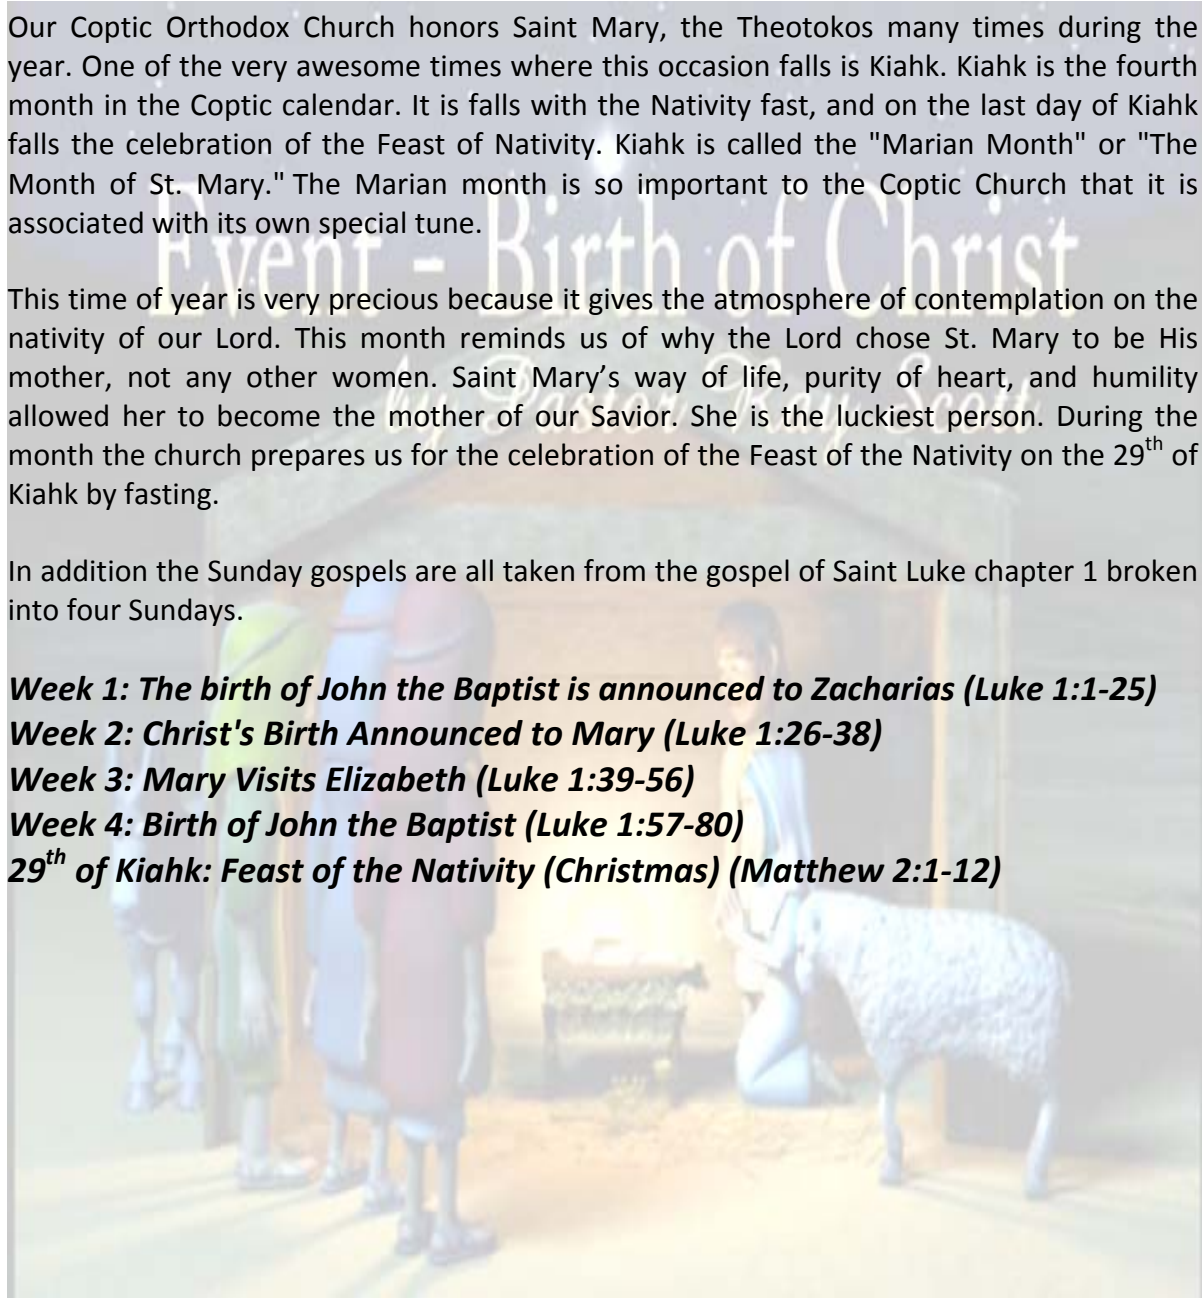 Our Coptic Orthodox Church honors Saint Mary, the Theotokos many times during the
year. One of the very awesome times where this occasion falls is Kiahk. Kiahk is the fourth
month in the Coptic calendar. It is falls with the Nativity fast, and on the last day of Kiahk
falls the celebration of the Feast of Nativity. Kiahk is called the "Marian Month" or "The
Month of St. Mary." The Marian month is so important to the Coptic Church that it is
associated with its own special tune.
Event - Birth of Christ
This time of year is very precious because it gives the atmosphere of contemplation on the
nativity of our Lord. This month reminds us of why the Lord chose St. Mary to be His
mother, not any other women. Saint Mary’s way of life, purity of heart, and humility
by Pastor Ray Scott
allowed her to become the mother of our Savior. She is the luckiest person. During the
month the church prepares us for the celebration of the Feast of the Nativity on the 29th of
Kiahk by fasting.
In addition the Sunday gospels are all taken from the gospel of Saint Luke chapter 1 broken
into four Sundays.
Week 1: The birth of John the Baptist is announced to Zacharias (Luke 1:1-25)
Week 2: Christ's Birth Announced to Mary (Luke 1:26-38)
Week 3: Mary Visits Elizabeth (Luke 1:39-56)
Week 4: Birth of John the Baptist (Luke 1:57-80)
29th of Kiahk: Feast of the Nativity (Christmas) (Matthew 2:1-12)